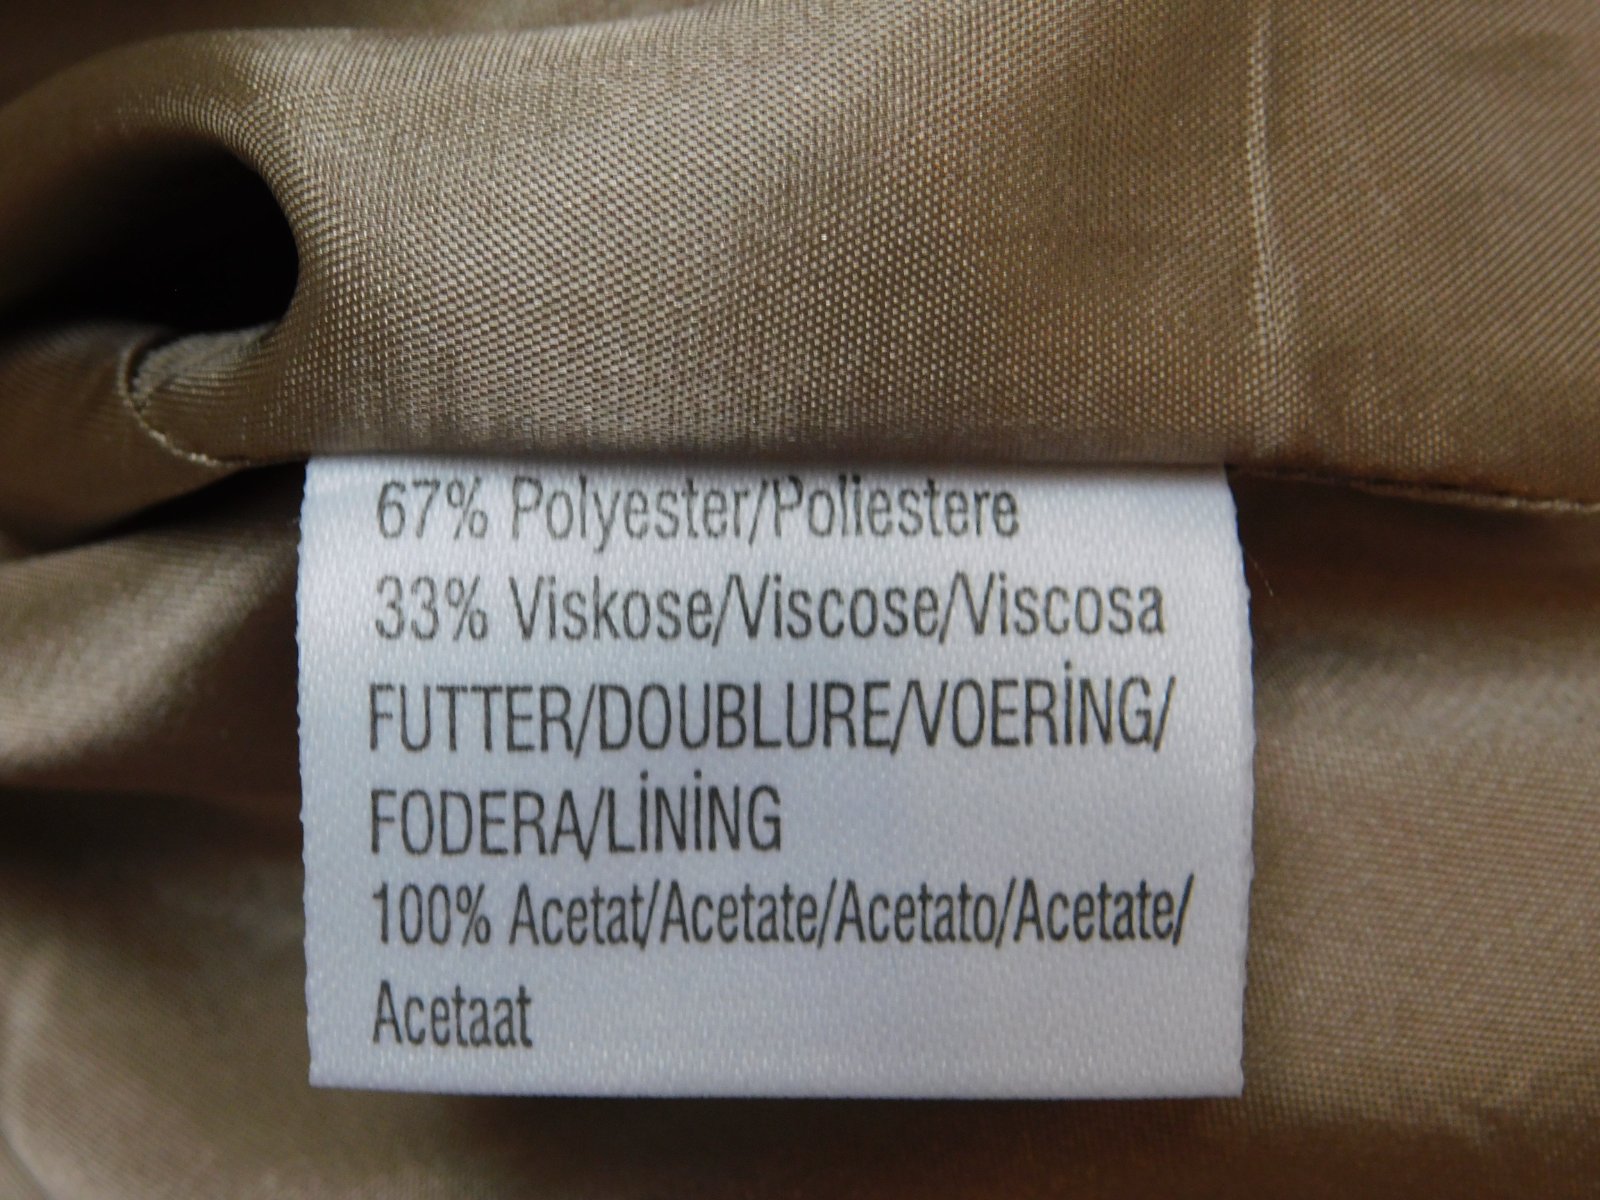 67% Polyester/Poliestere
33% Viskose/Viscose/Viscosa
FUTTER/DOUBLURE/VOERİNG/
FODERA/LİNİNG
100% Acetat/Acetate/Acetato/Acetate/
Acetaat